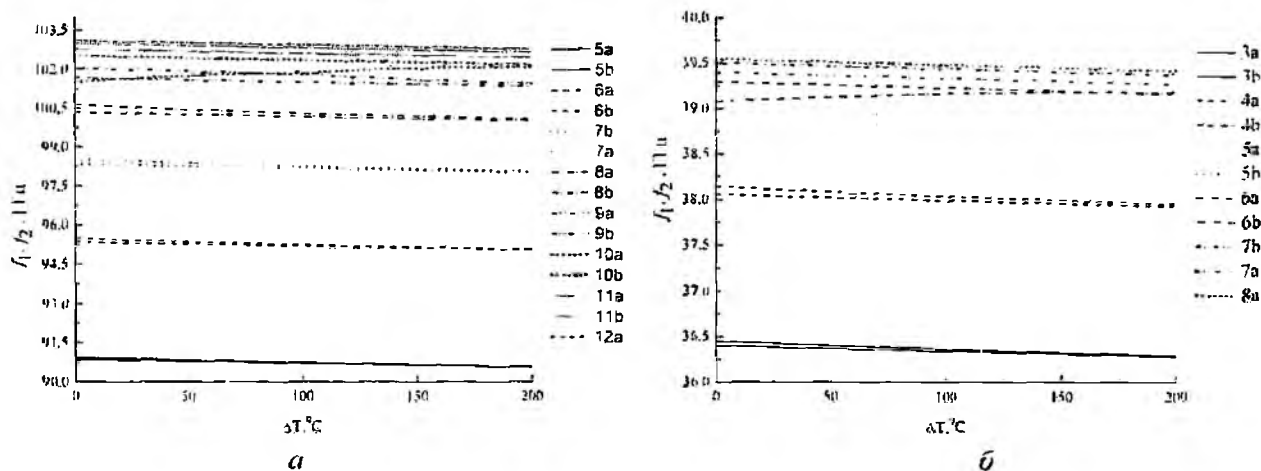 103.5
102.0
100.5
99.0
97.5
96.0
94.5
93.0
91.5
90.0
0
50
100
150
200
ΔT, °C
а
5a
5b
6a
6b
7b
7a
8a
8b
9a
9b
10a
10b
11a
11b
12a
40.0
39.5
39.0
38.5
38.0
37.5
37.0
36.5
36.0
0
50
100
150
200
ΔT, °C
б
3a
3b
4a
4b
5a
5b
6a
6b
7b
7a
8a